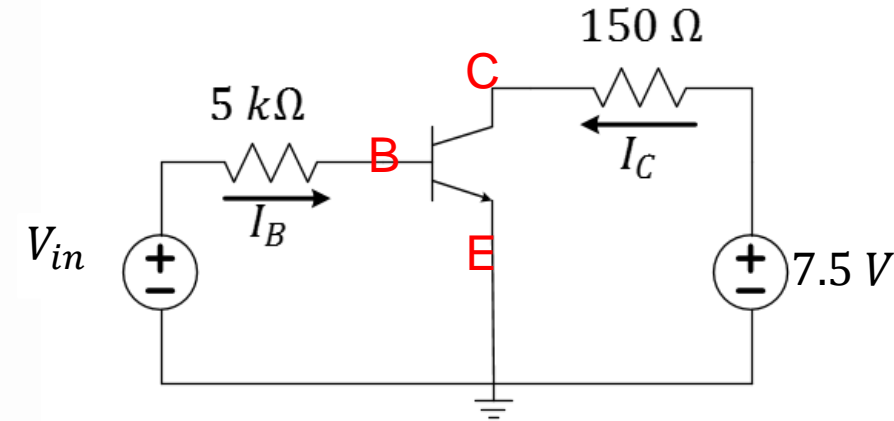 150 Ω
C
5 kΩ
B
I_C
I_B
E
V_in
+
−
+
−
7.5 V